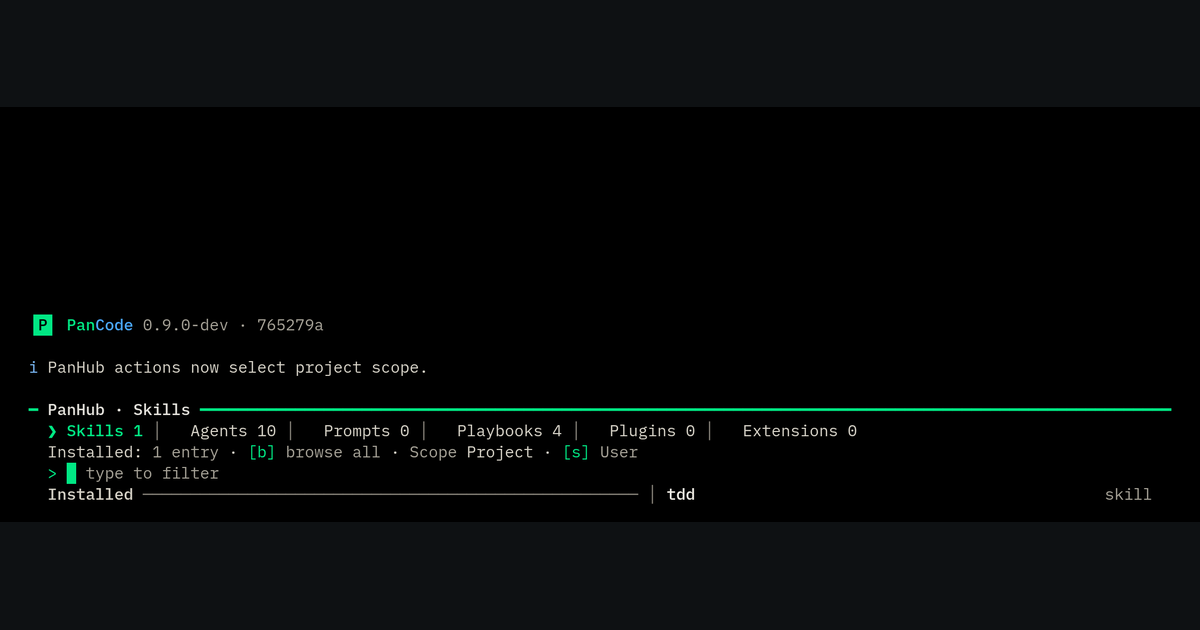 P PanCode 0.9.0-dev · 765279a
i PanHub actions now select project scope.
PanHub · Skills
❯ Skills 1 │ Agents 10 │ Prompts 0 │ Playbooks 4 │ Plugins 0 │ Extensions 0
Installed: 1 entry · [b] browse all · Scope Project · [s] User
> type to filter
Installed │ tdd skill